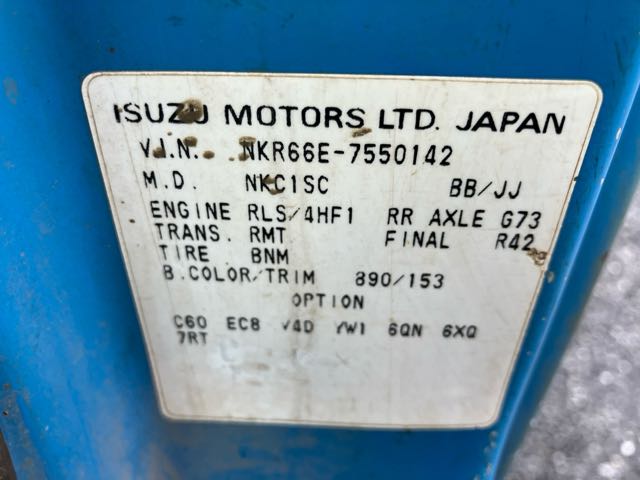 ISUZU MOTORS LTD. JAPAN
V.I.N. NKR66E-7550142
M.D. NKC1SC BB/JJ
ENGINE RLS/4HF1 RR AXLE G73
TRANS. RMT FINAL R42
TIRE BNM
B.COLOR/TRIM 890/153
OPTION
C60 EC8 V4D YW1 6QN 6XQ
7RT